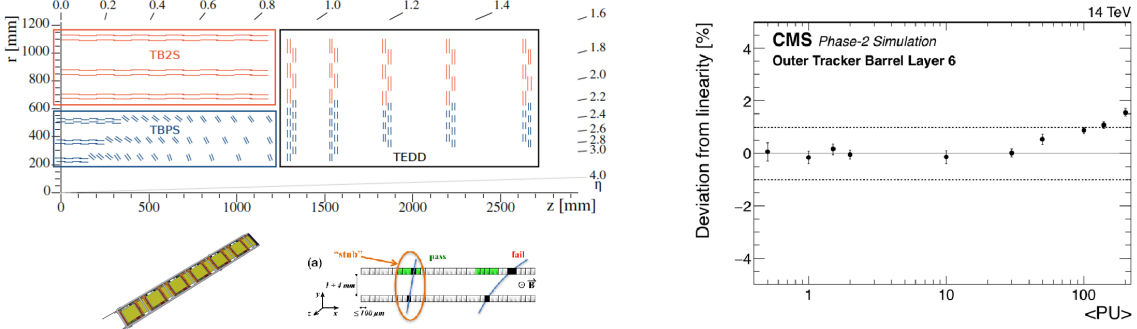 0.0 0.2 0.4 0.6 0.8 1.0 1.2 1.4 1.6
r [mm]
1200
1000
800
600
400
200
0
TB2S
TBPS
TEDD
1.8
2.0
2.2
2.4
2.6
2.8
3.0
4.0
η
0 500 1000 1500 2000 2500
z [mm]
(a)
"stub"
pass
fail
1 ÷ 4 mm
⊙ B
y
z x
≤ 100 μm
14 TeV
CMS Phase-2 Simulation
Outer Tracker Barrel Layer 6
Deviation from linearity [%]
4
2
0
−2
−4
1 10 100
<PU>